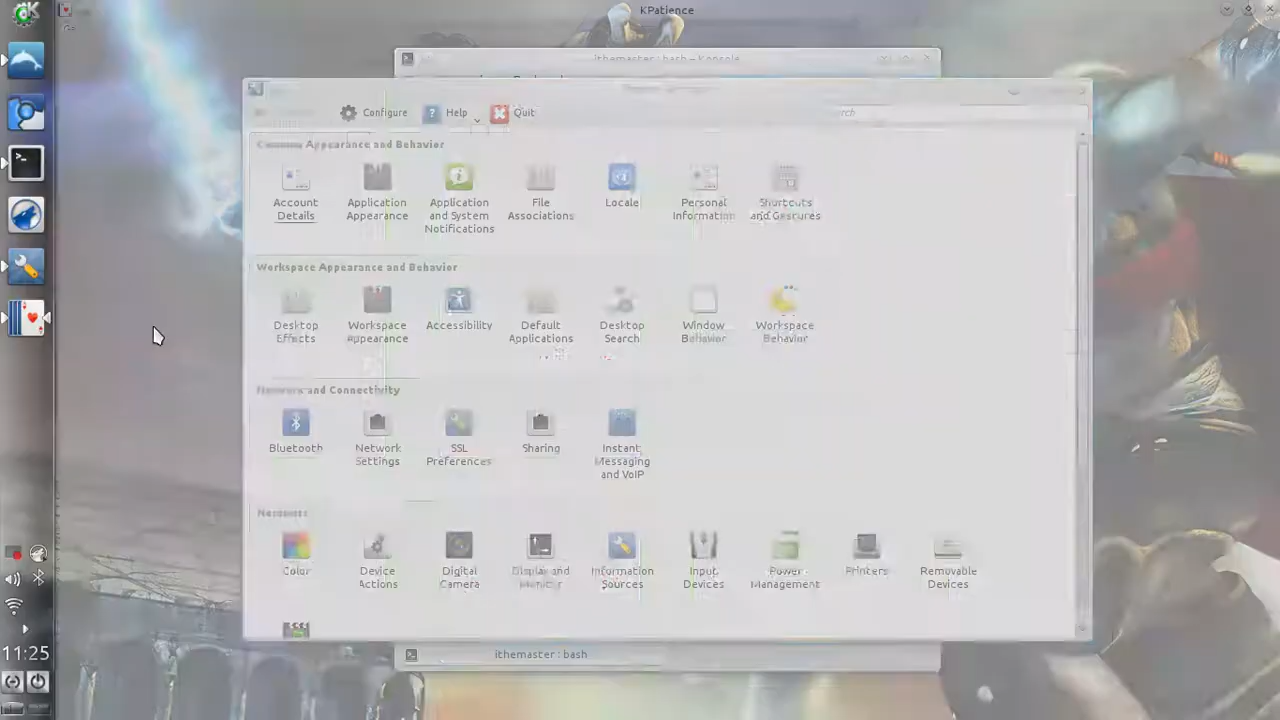 KPatience
ithemaster : bash – Konsole
Configure
Help
Quit
Common Appearance and Behavior
Account Details
Application Appearance
Application and System Notifications
File Associations
Locale
Personal Information
Shortcuts and Gestures
Workspace Appearance and Behavior
Desktop Effects
Workspace Appearance
Accessibility
Default Applications
Desktop Search
Window Behavior
Workspace Behavior
Network and Connectivity
Bluetooth
Network Settings
SSL Preferences
Sharing
Instant Messaging and VoIP
Hardware
Color
Device Actions
Digital Camera
Display and Monitor
Information Sources
Input Devices
Power Management
Printers
Removable Devices
11:25
ithemaster : bash